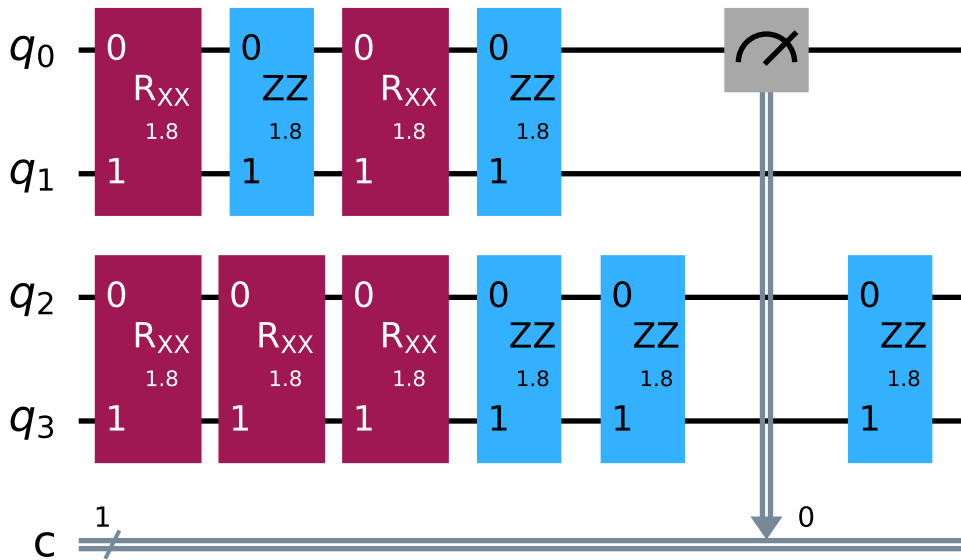 q0 0 0 0 0
RXX ZZ RXX ZZ
1.8 1.8 1.8 1.8
q1 1 1 1 1
q2 0 0 0 0 0 0
RXX RXX RXX ZZ ZZ ZZ
1.8 1.8 1.8 1.8 1.8 1.8
q3 1 1 1 1 1 1
1 0
c